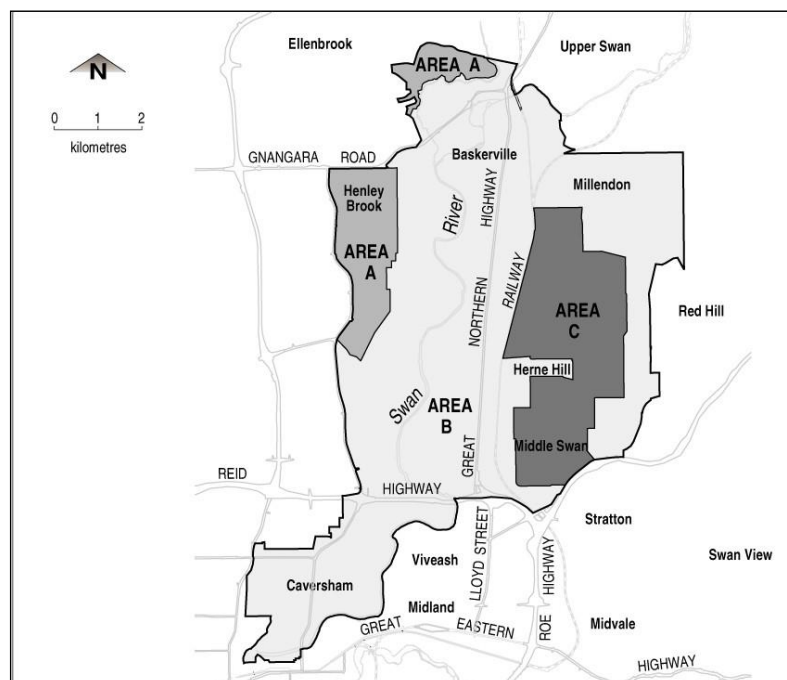 Ellenbrook
Upper Swan
AREA A
N
0 1 2
kilometres
GNANGARA ROAD
Baskerville
Millendon
Henley
Brook
AREA
A
River
HIGHWAY
RAILWAY
NORTHERN
AREA
C
Red Hill
Herne Hill
Swan
AREA
B
GREAT
Middle Swan
REID
HIGHWAY
Stratton
LLOYD STREET
HIGHWAY
Viveash
Swan View
Caversham
Midland
GREAT EASTERN
ROE
Midvale
HIGHWAY